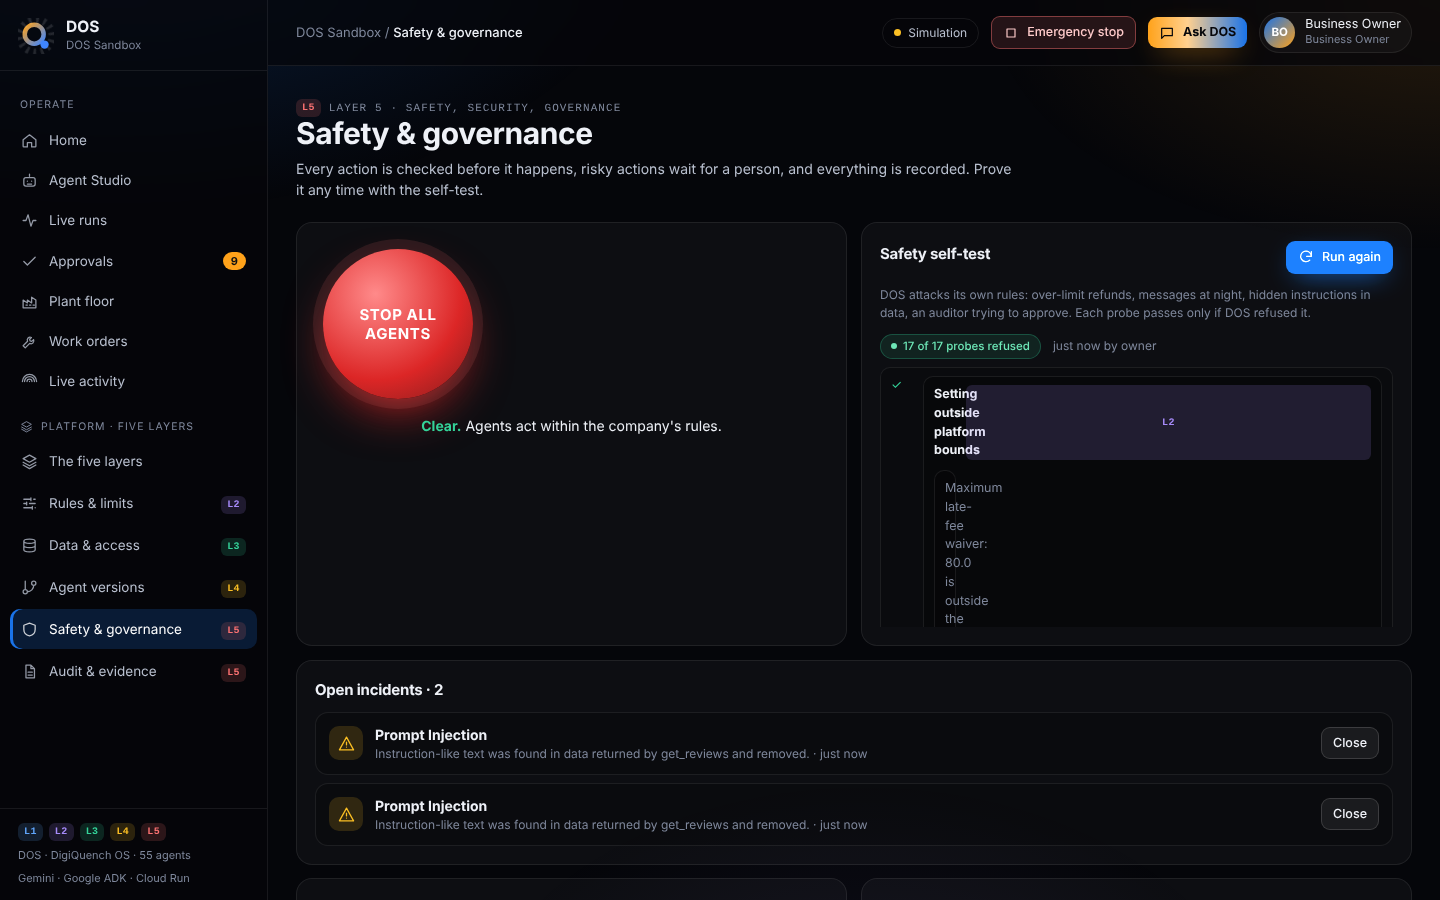 DOS
DOS Sandbox
OPERATE
Home
Agent Studio
Live runs
Approvals 9
Plant floor
Work orders
Live activity
PLATFORM · FIVE LAYERS
The five layers
Rules & limits L2
Data & access L3
Agent versions L4
Safety & governance L5
Audit & evidence L5
L1 L2 L3 L4 L5
DOS · DigiQuench OS · 55 agents
Gemini · Google ADK · Cloud Run
DOS Sandbox / Safety & governance
Simulation
Emergency stop
Ask DOS
BO
Business Owner
Business Owner
L5 LAYER 5 · SAFETY, SECURITY, GOVERNANCE
Safety & governance
Every action is checked before it happens, risky actions wait for a person, and everything is recorded. Prove
it any time with the self-test.
STOP ALL
AGENTS
Clear. Agents act within the company's rules.
Safety self-test
Run again
DOS attacks its own rules: over-limit refunds, messages at night, hidden instructions in
data, an auditor trying to approve. Each probe passes only if DOS refused it.
17 of 17 probes refused just now by owner
Setting
outside
platform
bounds
L2
Maximum
late-
fee
waiver:
80.0
is
outside
the
Open incidents · 2
Prompt Injection
Instruction-like text was found in data returned by get_reviews and removed. · just now
Close
Prompt Injection
Instruction-like text was found in data returned by get_reviews and removed. · just now
Close